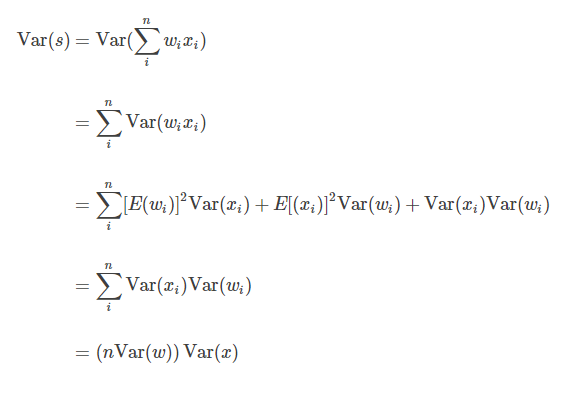 Var(s) = Var(∑_i^n w_i x_i)
= ∑_i^n Var(w_i x_i)
= ∑_i^n [E(w_i)]^2 Var(x_i) + E[(x_i)]^2 Var(w_i) + Var(x_i)Var(w_i)
= ∑_i^n Var(x_i)Var(w_i)
= (nVar(w)) Var(x)